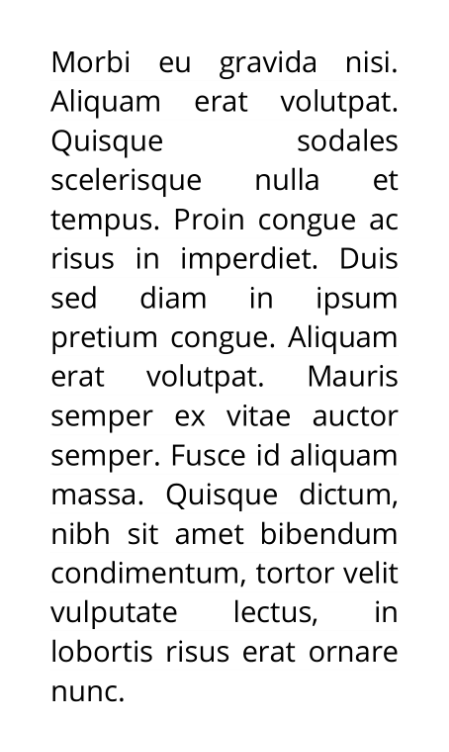 Morbi eu gravida nisi.
Aliquam erat volutpat.
Quisque sodales
scelerisque nulla et
tempus. Proin congue ac
risus in imperdiet. Duis
sed diam in ipsum
pretium congue. Aliquam
erat volutpat. Mauris
semper ex vitae auctor
semper. Fusce id aliquam
massa. Quisque dictum,
nibh sit amet bibendum
condimentum, tortor velit
vulputate lectus, in
lobortis risus erat ornare
nunc.